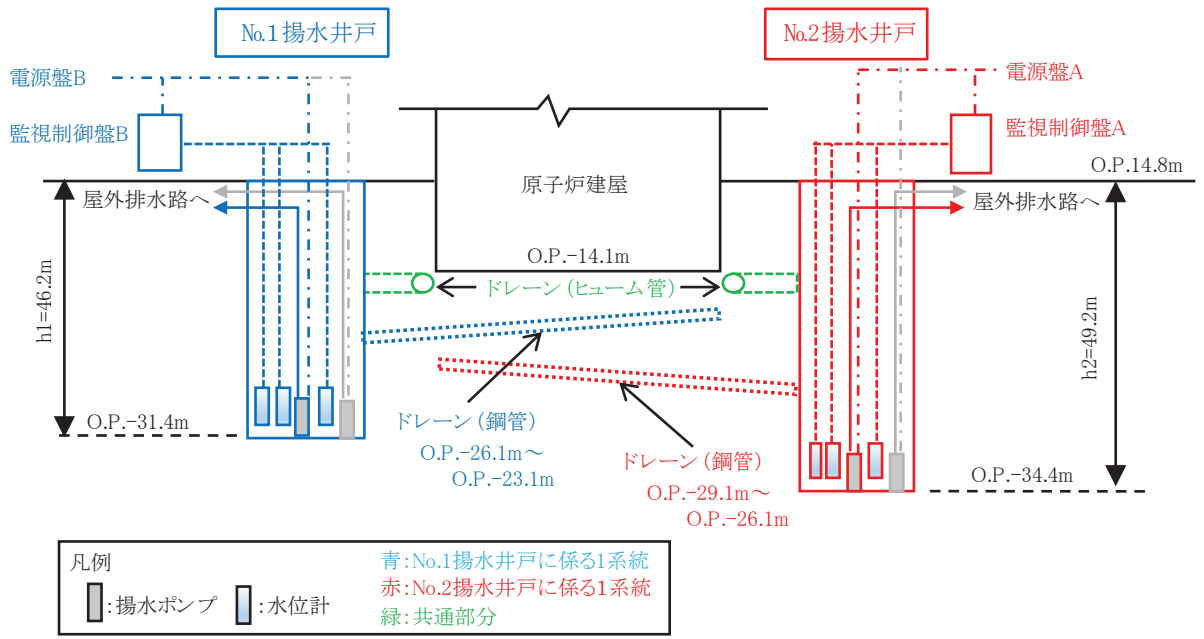 No.1揚水井戸
No.2揚水井戸
電源盤B
監視制御盤B
電源盤A
監視制御盤A
O.P.14.8m
屋外排水路へ
原子炉建屋
屋外排水路へ
O.P.-14.1m
ドレーン(ヒューム管)
h1=46.2m
h2=49.2m
O.P.-31.4m
ドレーン(鋼管)
O.P.-26.1m～
O.P.-23.1m
ドレーン(鋼管)
O.P.-29.1m～
O.P.-26.1m
O.P.-34.4m
凡例
:揚水ポンプ
:水位計
青:No.1揚水井戸に係る1系統
赤:No.2揚水井戸に係る1系統
緑:共通部分